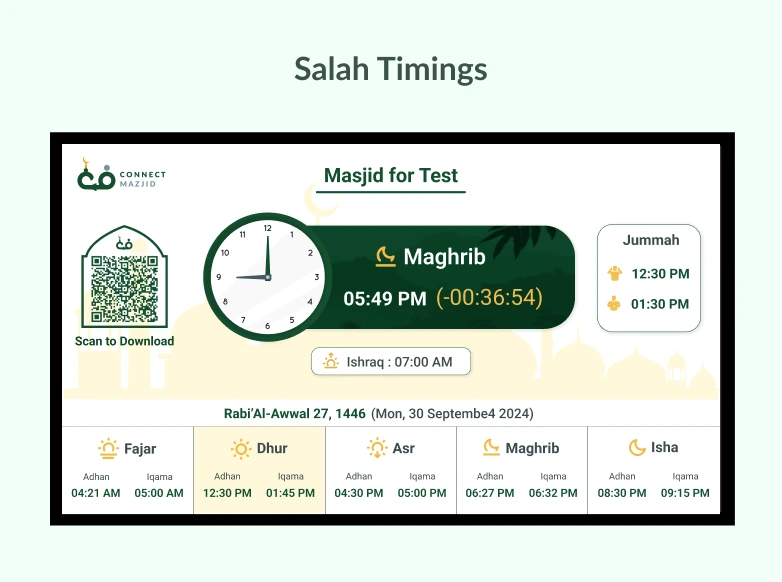 Salah Timings
CONNECT
MAZJID
Masjid for Test
12
1
2
3
4
5
6
7
8
9
10
11
Maghrib
05:49 PM (-00:36:54)
Jummah
12:30 PM
01:30 PM
Scan to Download
Ishraq : 07:00 AM
Rabi'Al-Awwal 27, 1446 (Mon, 30 Septembe4 2024)
Fajar
Adhan Iqama
04:21 AM 05:00 AM
Dhur
Adhan Iqama
12:30 PM 01:45 PM
Asr
Adhan Iqama
04:30 PM 05:00 PM
Maghrib
Adhan Iqama
06:27 PM 06:32 PM
Isha
Adhan Iqama
08:30 PM 09:15 PM